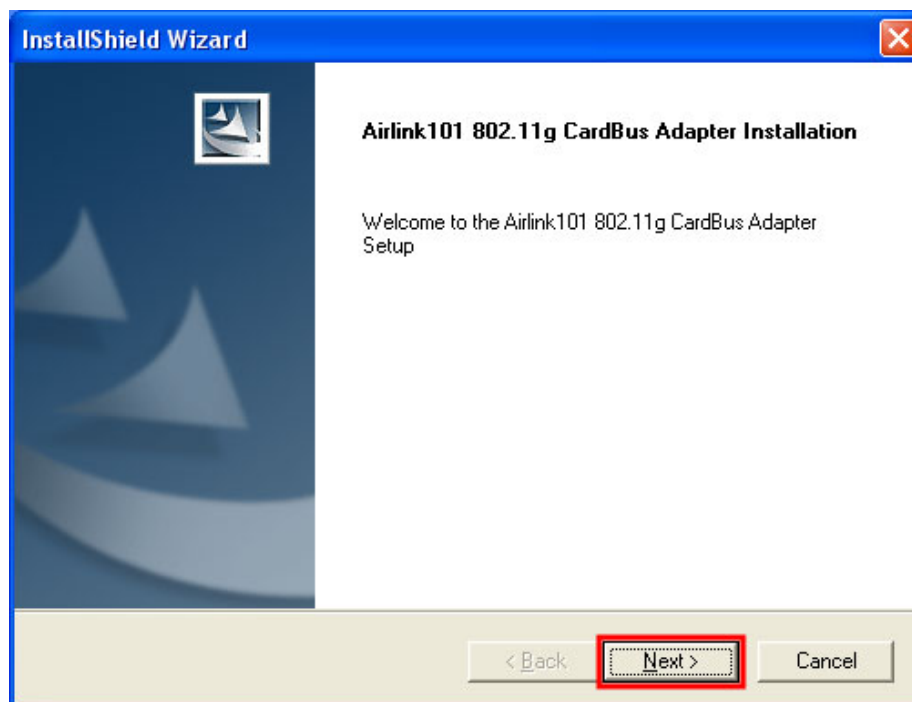 InstallShield Wizard
Airlink101 802.11g CardBus Adapter Installation
Welcome to the Airlink101 802.11g CardBus Adapter
Setup
< Back
Next >
Cancel